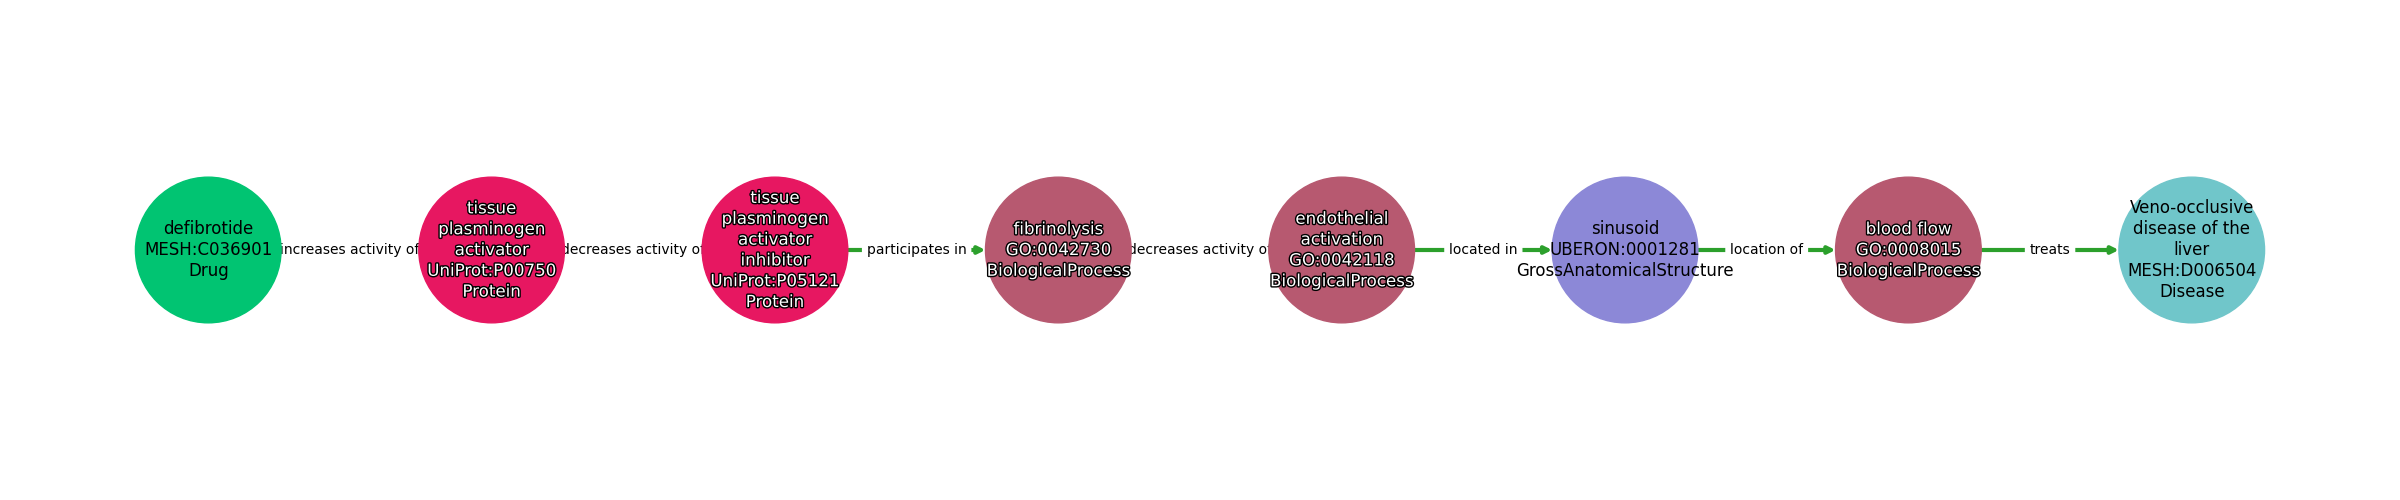 defibrotide
MESH:C036901
Drug
increases activity of
tissue
plasminogen
activator
UniProt:P00750
Protein
decreases activity of
tissue
plasminogen
activator
inhibitor
UniProt:P05121
Protein
participates in
fibrinolysis
GO:0042730
BiologicalProcess
decreases activity of
endothelial
activation
GO:0042118
BiologicalProcess
located in
sinusoid
UBERON:0001281
GrossAnatomicalStructure
location of
blood flow
GO:0008015
BiologicalProcess
treats
Veno-occlusive
disease of the
liver
MESH:D006504
Disease